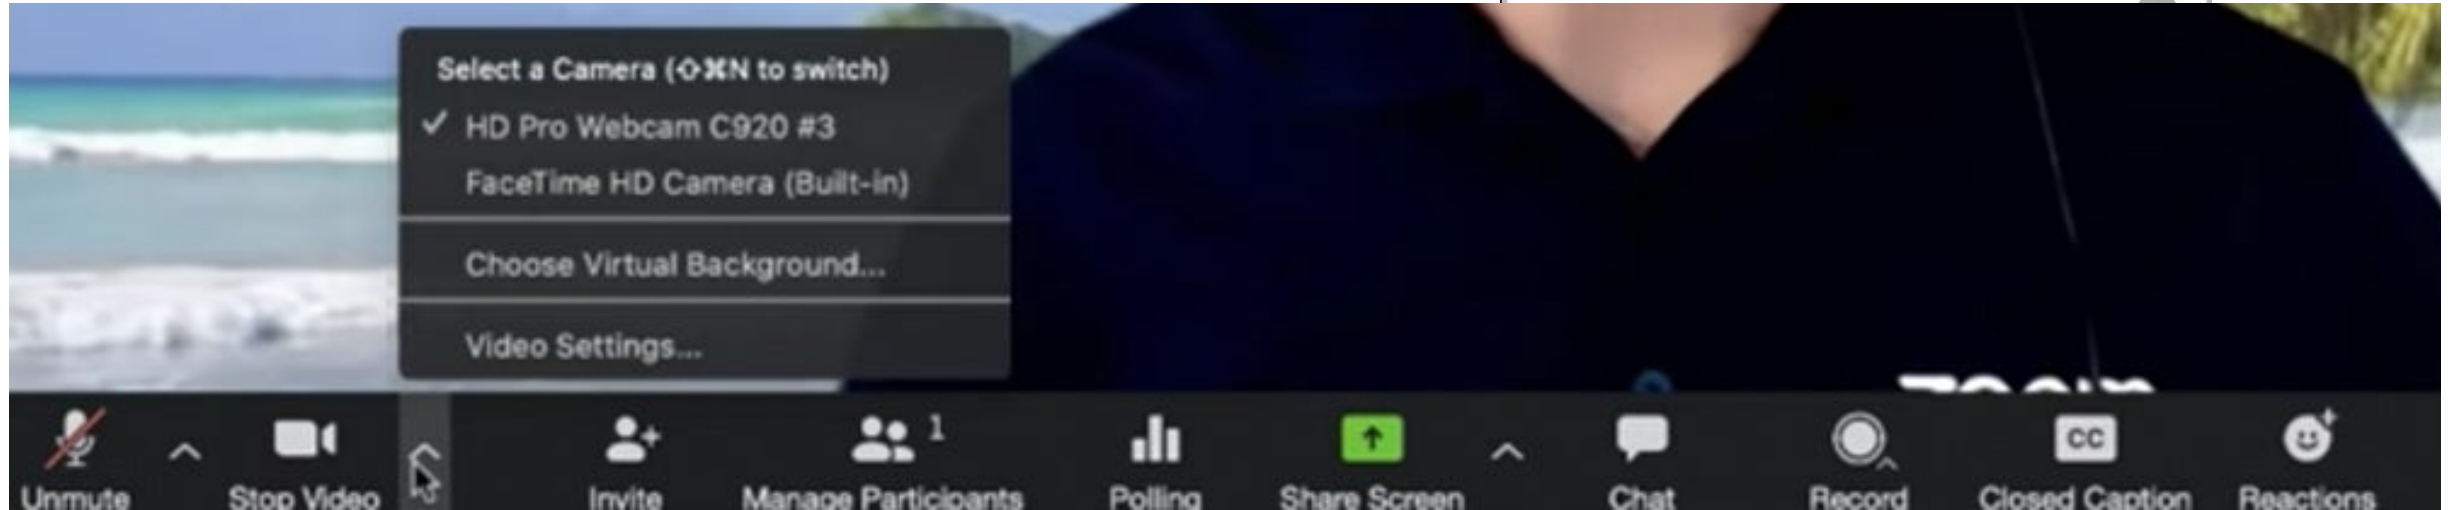 Select a Camera (⇧⌘N to switch)
✓ HD Pro Webcam C920 #3
FaceTime HD Camera (Built-in)
Choose Virtual Background...
Video Settings...
1
CC
Unmute Stop Video Invite Manage Participants Polling Share Screen Chat Record Closed Caption Reactions